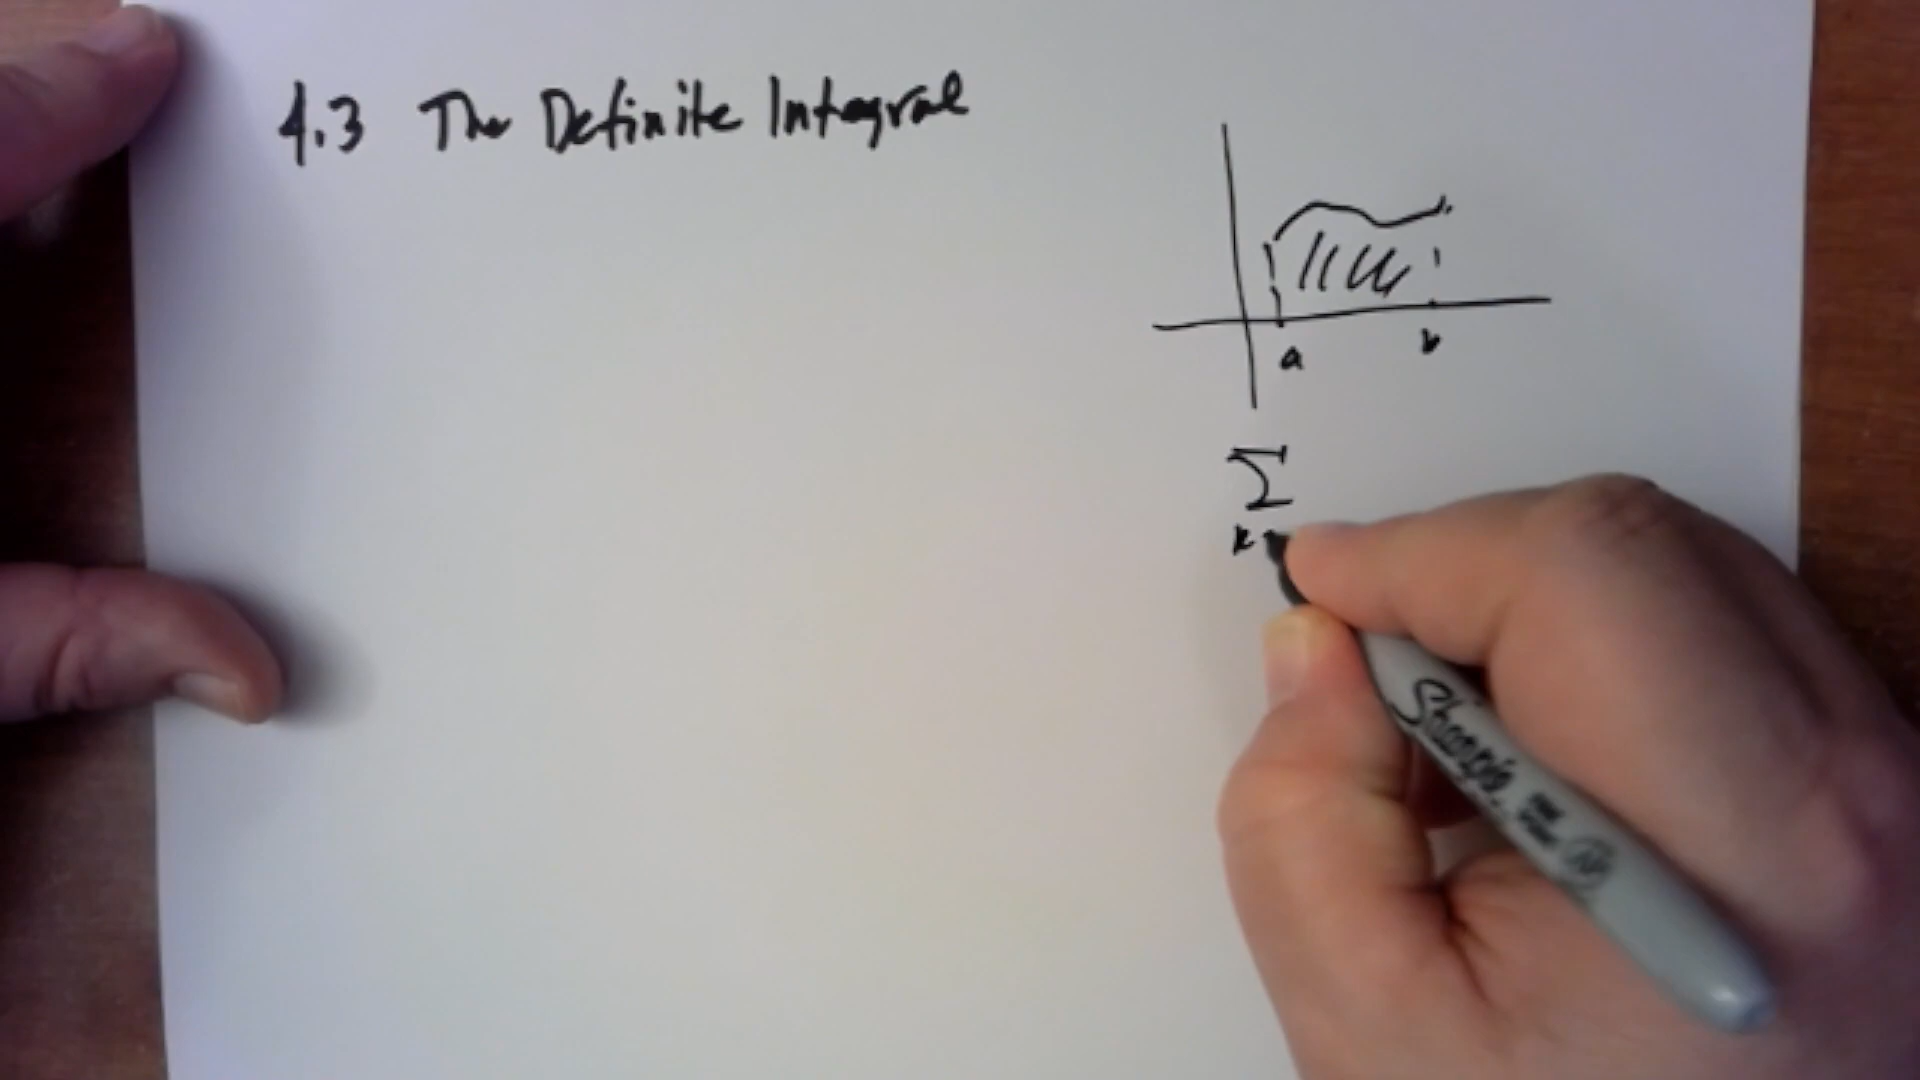 4.3 The Definite Integral
a b
Σ
k
Sharpie